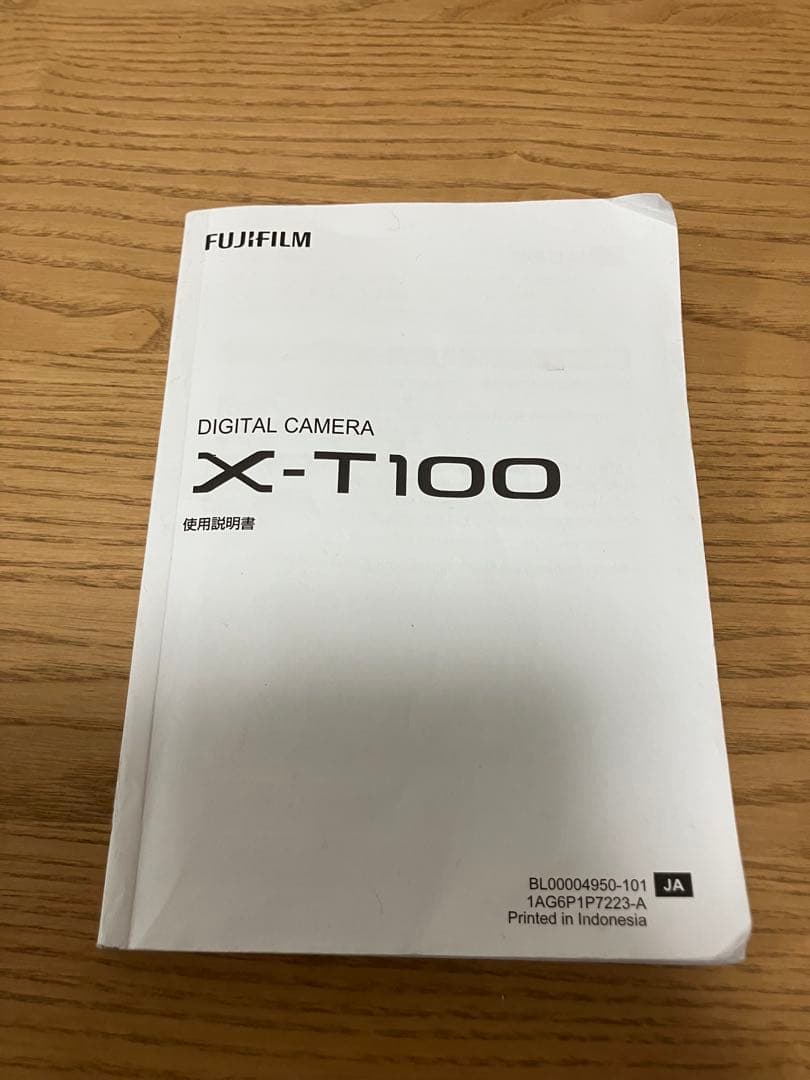 FUJIFILM
DIGITAL CAMERA
X-T100
使用説明書
BL00004950-101 JA
1AG6P1P7223-A
Printed in Indonesia